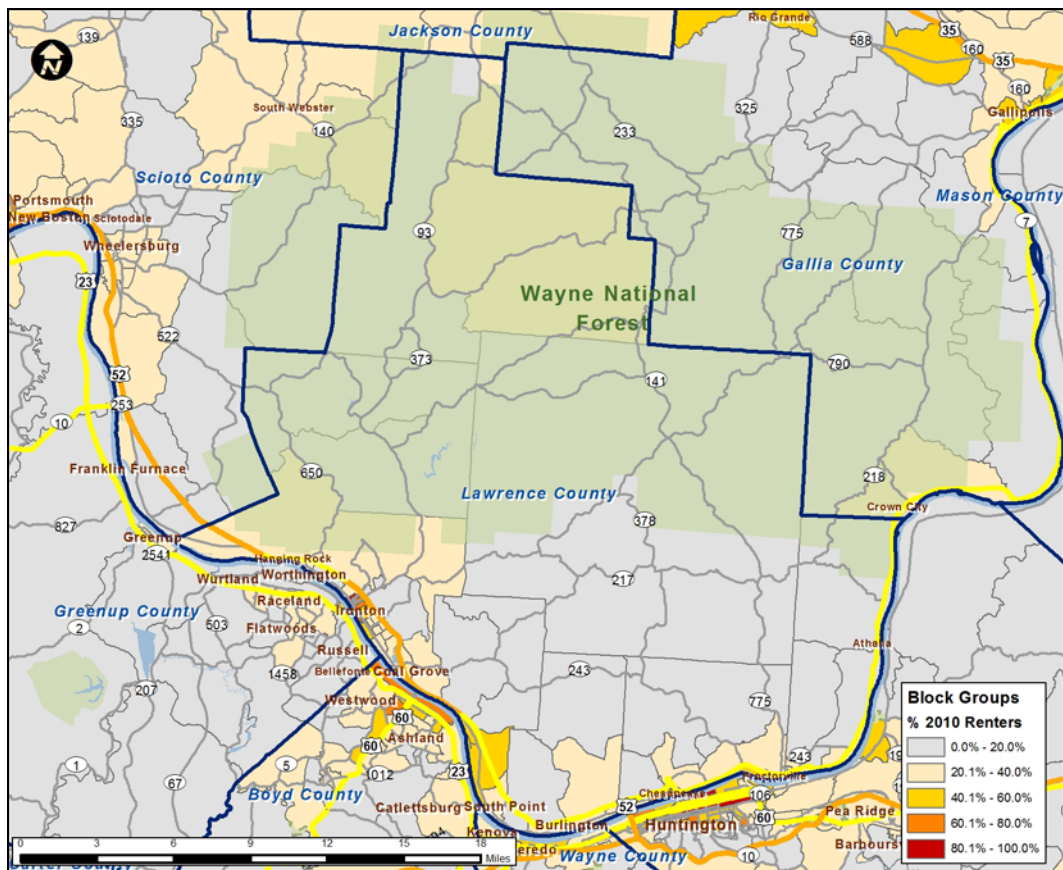 Jackson County
Rio Grande
139
N
588
35
160
35
160
South Webster
Gallipolis
335
140
233
325
Scioto County
Portsmouth
New Boston
Sciotodale
Mason County
Wheelersburg
93
775
7
Gallia County
23
Wayne National
Forest
522
373
790
52
141
253
10
Franklin Furnace
650
218
Lawrence County
Crown City
827
378
Greenup
2541
Hanging Rock
Worthington
Wurtland
217
Raceland
Ironton
Greenup County
503
2
Flatwoods
Russell
Athena
Bellefonte
Coal Grove
243
1458
207
Westwood
60
775
Ashland
60
243
5
1012
23
1
67
Boyd County
Proctorville
Chesapeake
106
Catlettsburg
South Point
52
60
Pea Ridge
Burlington
Huntington
Kenova
Wayne County
10
0 3 6 9 12 15 18
Miles
Block Groups
% 2010 Renters
0.0% - 20.0%
20.1% - 40.0%
40.1% - 60.0%
60.1% - 80.0%
80.1% - 100.0%